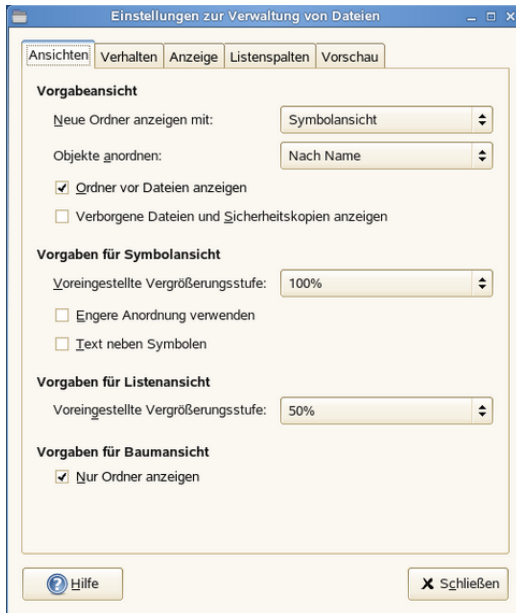 Einstellungen zur Verwaltung von Dateien
Ansichten Verhalten Anzeige Listenspalten Vorschau
Vorgabeansicht
Neue Ordner anzeigen mit: Symbolansicht
Objekte anordnen: Nach Name
Ordner vor Dateien anzeigen
Verborgene Dateien und Sicherheitskopien anzeigen
Vorgaben für Symbolansicht
Voreingestellte Vergrößerungsstufe: 100%
Engere Anordnung verwenden
Text neben Symbolen
Vorgaben für Listenansicht
Voreingestellte Vergrößerungsstufe: 50%
Vorgaben für Baumansicht
Nur Ordner anzeigen
Hilfe Schließen